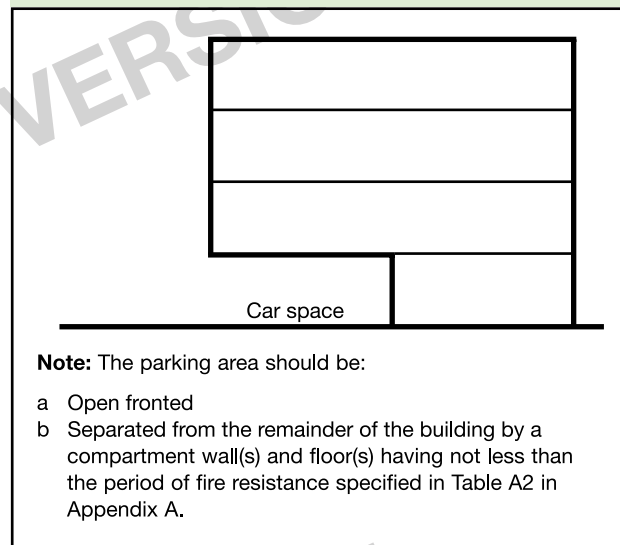 VERSIO
Car space
Note: The parking area should be:
a Open fronted
b Separated from the remainder of the building by a
compartment wall(s) and floor(s) having not less than
the period of fire resistance specified in Table A2 in
Appendix A.